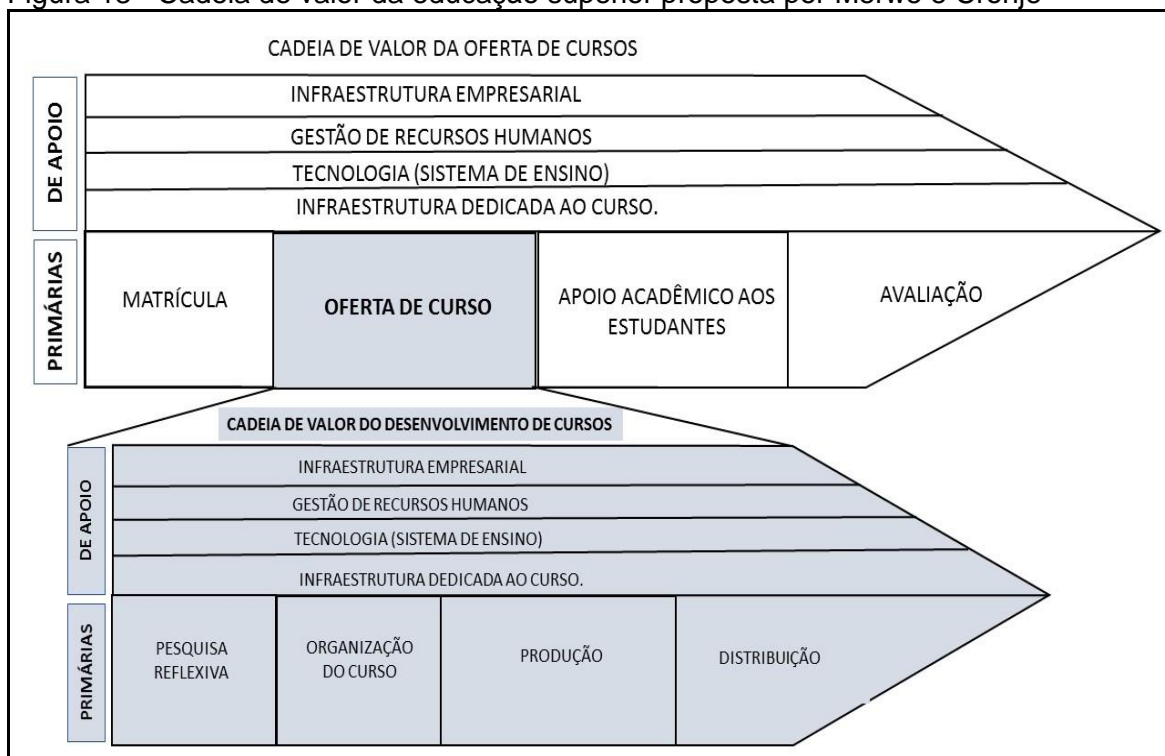 Figura 18 - Cadeia de valor da educação superior proposta por Merwe e Cronje
CADEIA DE VALOR DA OFERTA DE CURSOS
DE APOIO
INFRAESTRUTURA EMPRESARIAL
GESTÃO DE RECURSOS HUMANOS
TECNOLOGIA (SISTEMA DE ENSINO)
INFRAESTRUTURA DEDICADA AO CURSO.
PRIMÁRIAS
MATRÍCULA
OFERTA DE CURSO
APOIO ACADÊMICO AOS
ESTUDANTES
AVALIAÇÃO
CADEIA DE VALOR DO DESENVOLVIMENTO DE CURSOS
DE APOIO
INFRAESTRUTURA EMPRESARIAL
GESTÃO DE RECURSOS HUMANOS
TECNOLOGIA (SISTEMA DE ENSINO)
INFRAESTRUTURA DEDICADA AO CURSO.
PRIMÁRIAS
PESQUISA
REFLEXIVA
ORGANIZAÇÃO
DO CURSO
PRODUÇÃO
DISTRIBUIÇÃO